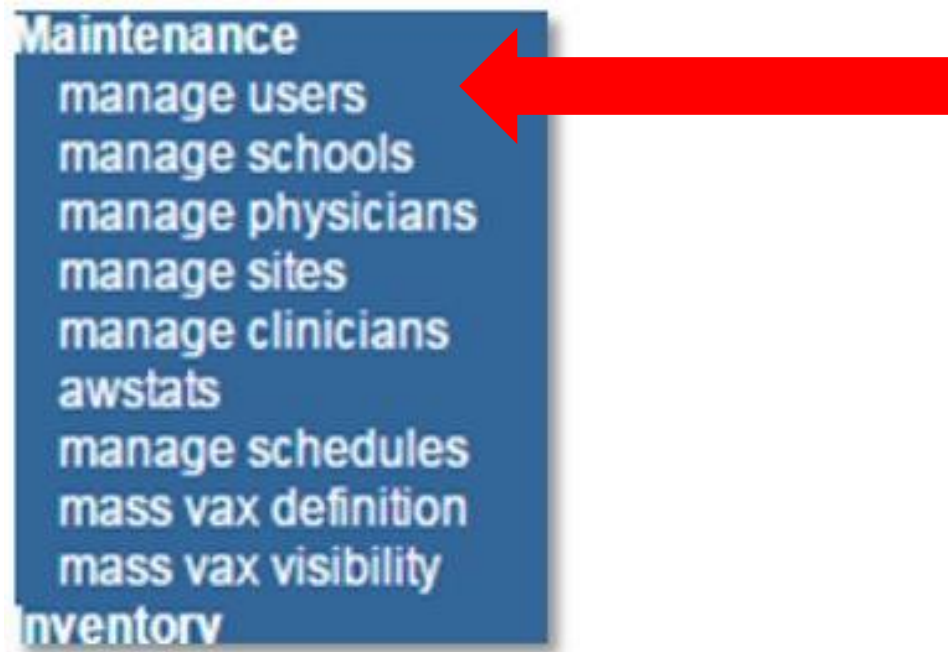 Maintenance
manage users
manage schools
manage physicians
manage sites
manage clinicians
awstats
manage schedules
mass vax definition
mass vax visibility
Inventory